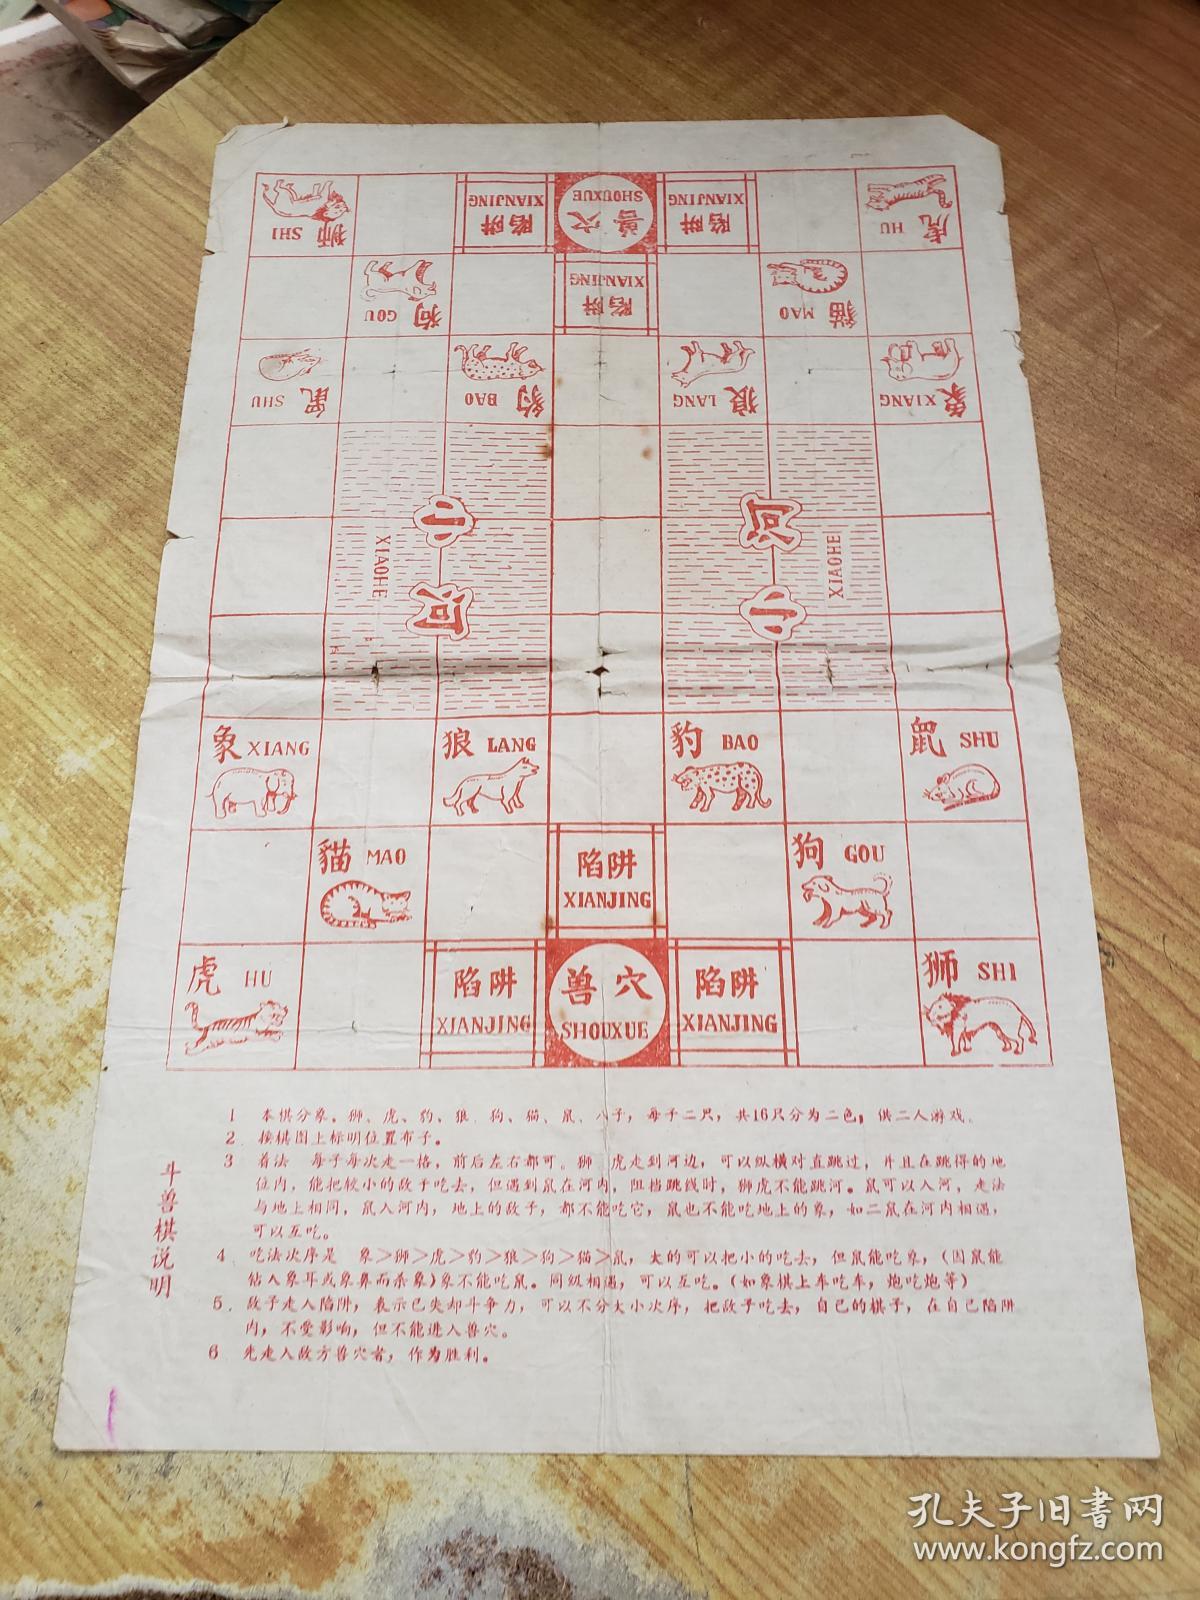 狮 SHI
陷阱 XIANJING
兽穴 SHOUXUE
陷阱 XIANJING
虎 HU
狗 GOU
陷阱 XIANJING
貓 MAO
鼠 SHU
豹 BAO
狼 LANG
象 XIANG
小河 XIAOHE
小河 XIAOHE
象 XIANG
狼 LANG
豹 BAO
鼠 SHU
貓 MAO
陷阱 XIANJING
狗 GOU
虎 HU
陷阱 XIANJING
兽穴 SHOUXUE
陷阱 XIANJING
狮 SHI
斗兽棋说明
1 本棋分象、狮、虎、豹、狼、狗、猫、鼠、八子，每子二只，共16只分为二色，供二人游戏。
2 按棋图上标明位置布子。
3 着法 每子每次走一格，前后左右都可。狮 虎走到河边，可以纵横对直跳过，并且在跳得的地
位内，能把较小的敌子吃去，但遇到鼠在河内，阻挡跳线时，狮虎不能跳河。鼠可以入河，走法
与地上相同，鼠入河内，地上的敌子，都不能吃它，鼠也不能吃地上的象，如二鼠在河内相遇，
可以互吃。
4 吃法次序是 象＞狮＞虎＞豹＞狼＞狗＞猫＞鼠，大的可以把小的吃去，但鼠能吃象，（因鼠能
钻入象耳或象鼻而杀象）象不能吃鼠。同级相遇，可以互吃。（如象棋上车吃车，炮吃炮等）
5. 敌子走入陷阱，表示已失却斗争力，可以不分大小次序，把敌子吃去，自己的棋子，在自己陷阱
内，不受影响，但不能进入兽穴。
6 先走入敌方兽穴者，作为胜利。
孔夫子旧书网
www.kongfz.com